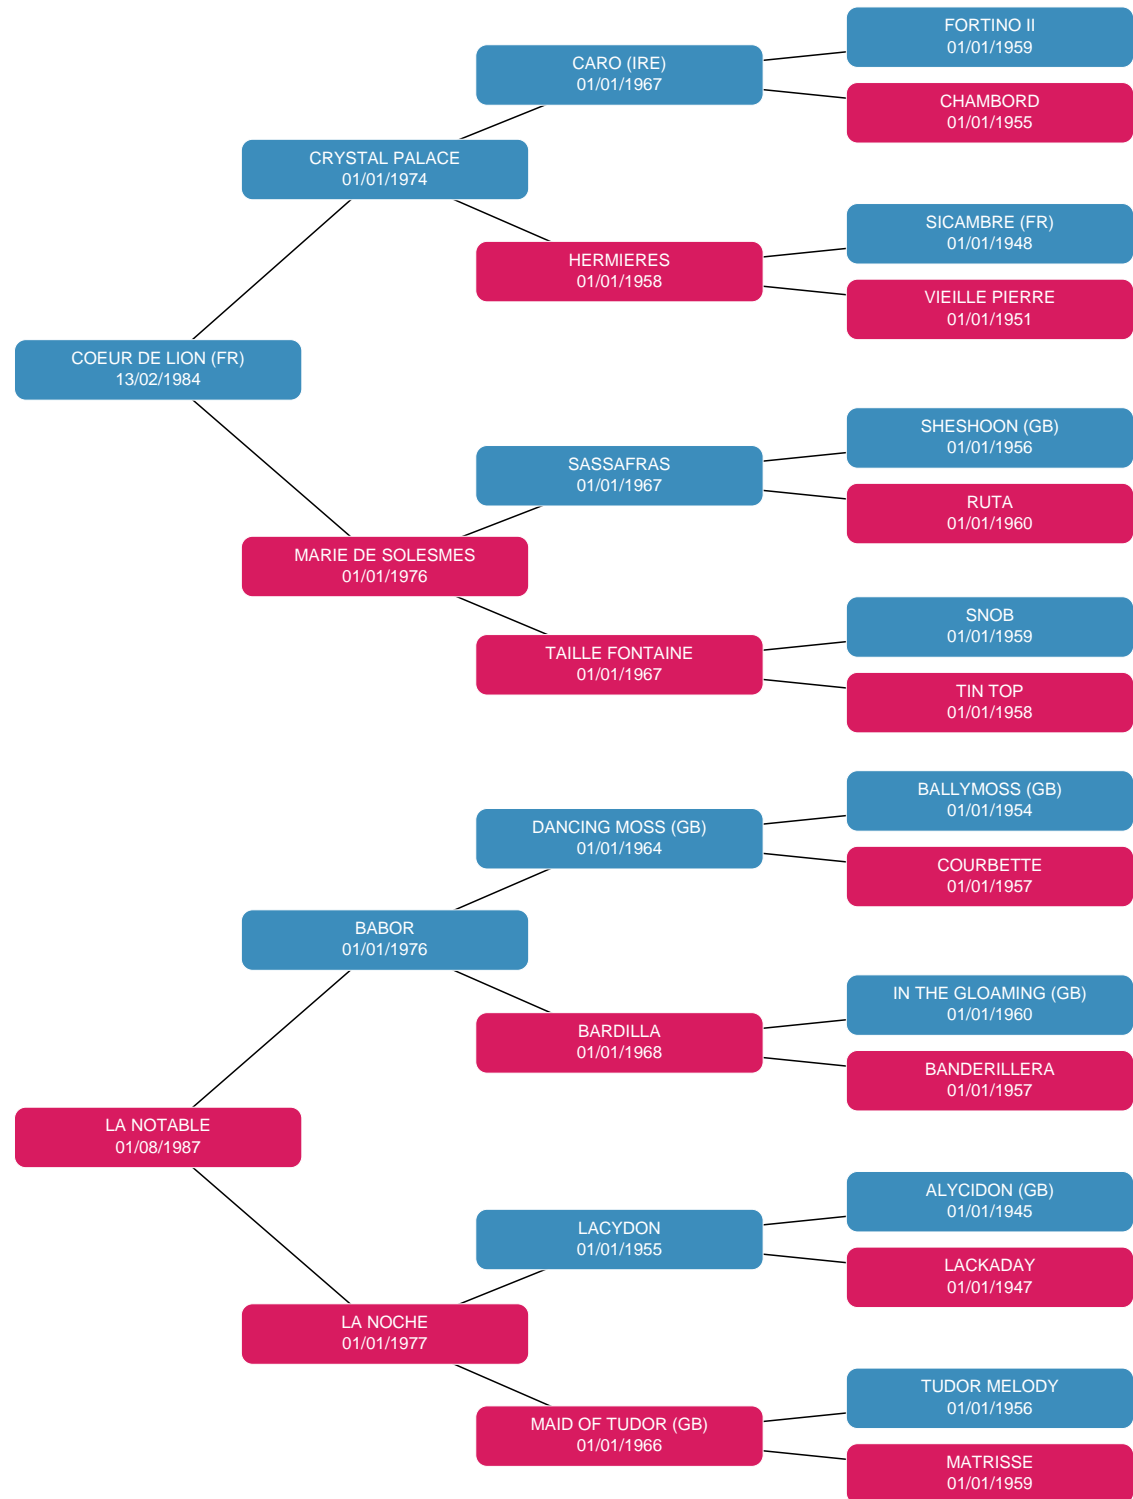 FORTINO II
01/01/1959
CARO (IRE)
01/01/1967
CHAMBORD
01/01/1955
CRYSTAL PALACE
01/01/1974
SICAMBRE (FR)
01/01/1948
HERMIERES
01/01/1958
VIEILLE PIERRE
01/01/1951
COEUR DE LION (FR)
13/02/1984
SHESHOON (GB)
01/01/1956
SASSAFRAS
01/01/1967
RUTA
01/01/1960
MARIE DE SOLESMES
01/01/1976
SNOB
01/01/1959
TAILLE FONTAINE
01/01/1967
TIN TOP
01/01/1958
BALLYMOSS (GB)
01/01/1954
DANCING MOSS (GB)
01/01/1964
COURBETTE
01/01/1957
BABOR
01/01/1976
IN THE GLOAMING (GB)
01/01/1960
BARDILLA
01/01/1968
BANDERILLERA
01/01/1957
LA NOTABLE
01/08/1987
ALYCIDON (GB)
01/01/1945
LACYDON
01/01/1955
LACKADAY
01/01/1947
LA NOCHE
01/01/1977
TUDOR MELODY
01/01/1956
MAID OF TUDOR (GB)
01/01/1966
MATRISSE
01/01/1959